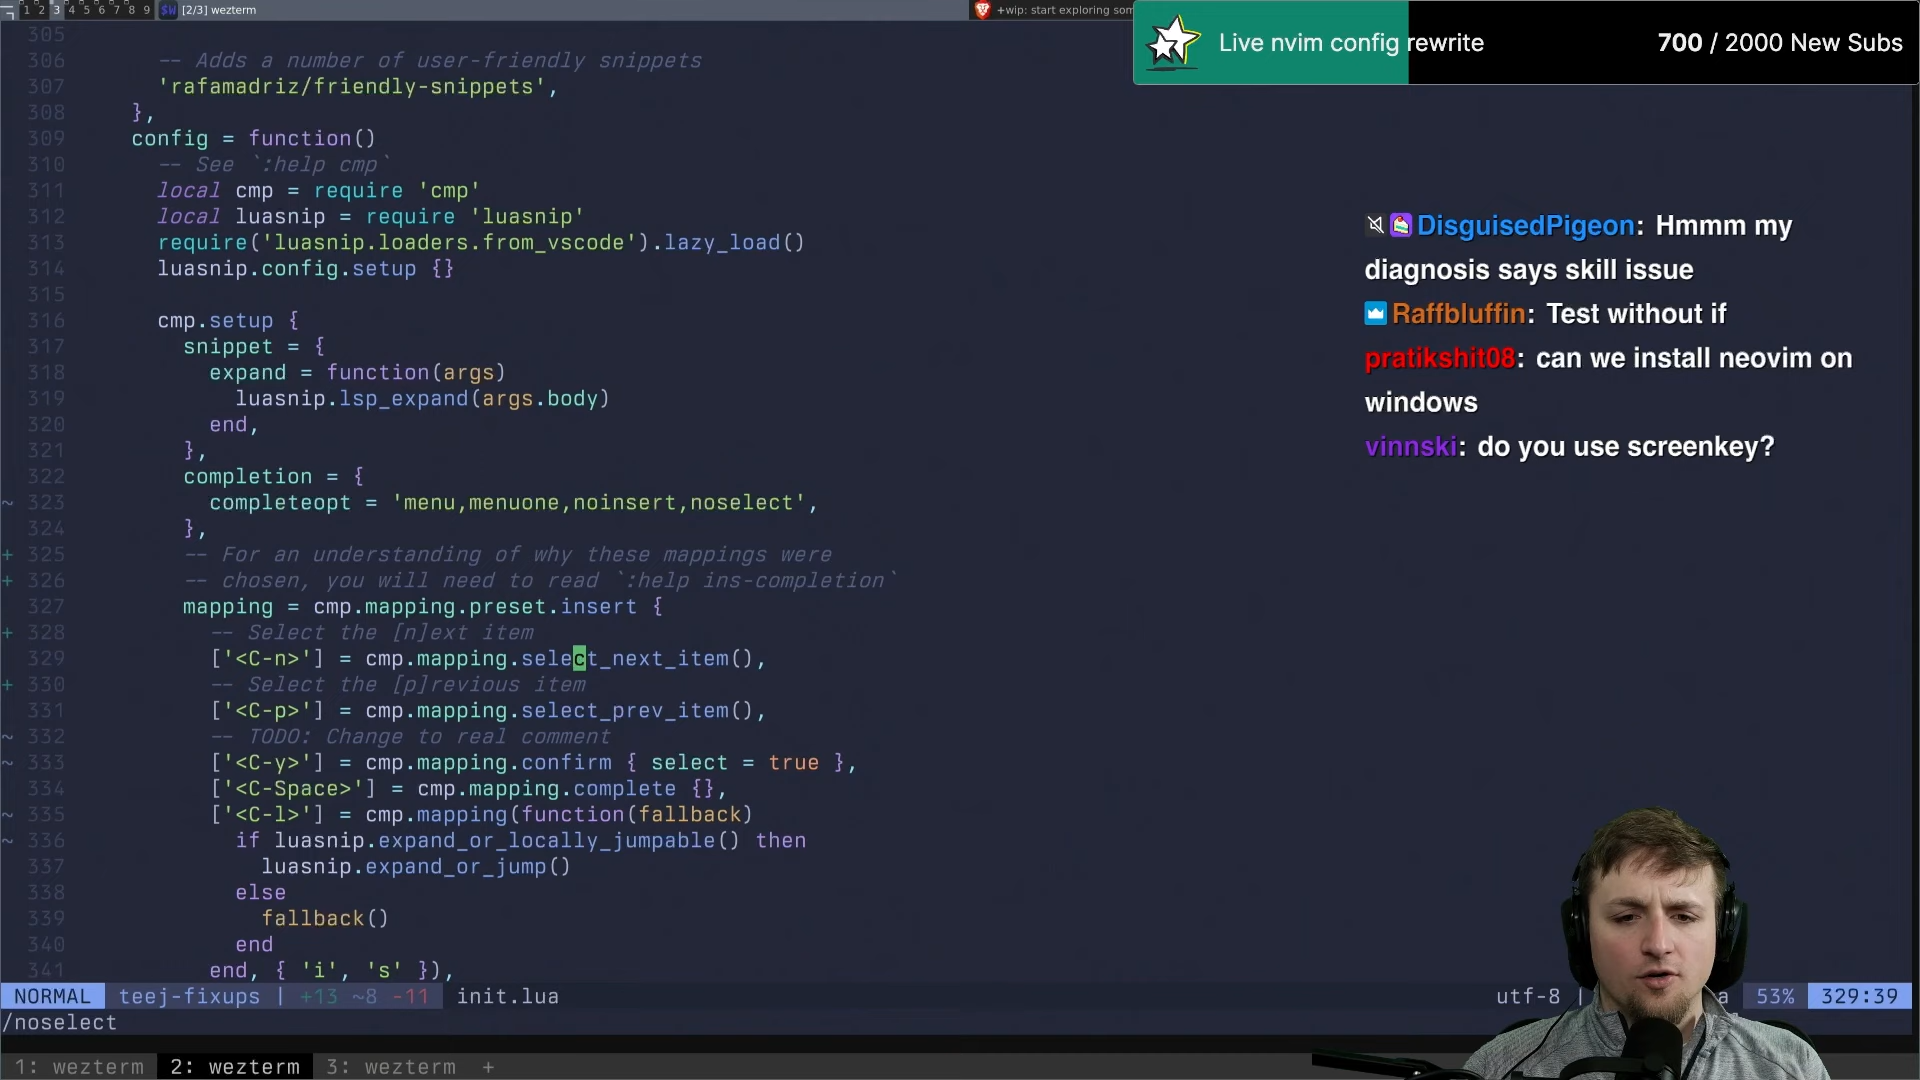 1 2 3 4 5 6 7 8 9 $W [2/3] wezterm
+wip: start exploring som
Live nvim config rewrite 700 / 2000 New Subs
305
306 -- Adds a number of user-friendly snippets
307 'rafamadriz/friendly-snippets',
308 },
309 config = function()
310 -- See `:help cmp`
311 local cmp = require 'cmp'
312 local luasnip = require 'luasnip'
313 require('luasnip.loaders.from_vscode').lazy_load()
314 luasnip.config.setup {}
315
316 cmp.setup {
317 snippet = {
318 expand = function(args)
319 luasnip.lsp_expand(args.body)
320 end,
321 },
322 completion = {
~ 323 completeopt = 'menu,menuone,noinsert,noselect',
324 },
+ 325 -- For an understanding of why these mappings were
+ 326 -- chosen, you will need to read `:help ins-completion`
327 mapping = cmp.mapping.preset.insert {
+ 328 -- Select the [n]ext item
329 ['<C-n>'] = cmp.mapping.select_next_item(),
+ 330 -- Select the [p]revious item
331 ['<C-p>'] = cmp.mapping.select_prev_item(),
~ 332 -- TODO: Change to real comment
~ 333 ['<C-y>'] = cmp.mapping.confirm { select = true },
334 ['<C-Space>'] = cmp.mapping.complete {},
~ 335 ['<C-l>'] = cmp.mapping(function(fallback)
~ 336 if luasnip.expand_or_locally_jumpable() then
337 luasnip.expand_or_jump()
338 else
339 fallback()
340 end
341 end, { 'i', 's' }),
DisguisedPigeon: Hmmm my
diagnosis says skill issue
Raffbluffin: Test without if
pratikshit08: can we install neovim on
windows
vinnski: do you use screenkey?
NORMAL teej-fixups | +13 ~8 -11 init.lua utf-8 | a 53% 329:39
/noselect
1: wezterm 2: wezterm 3: wezterm +